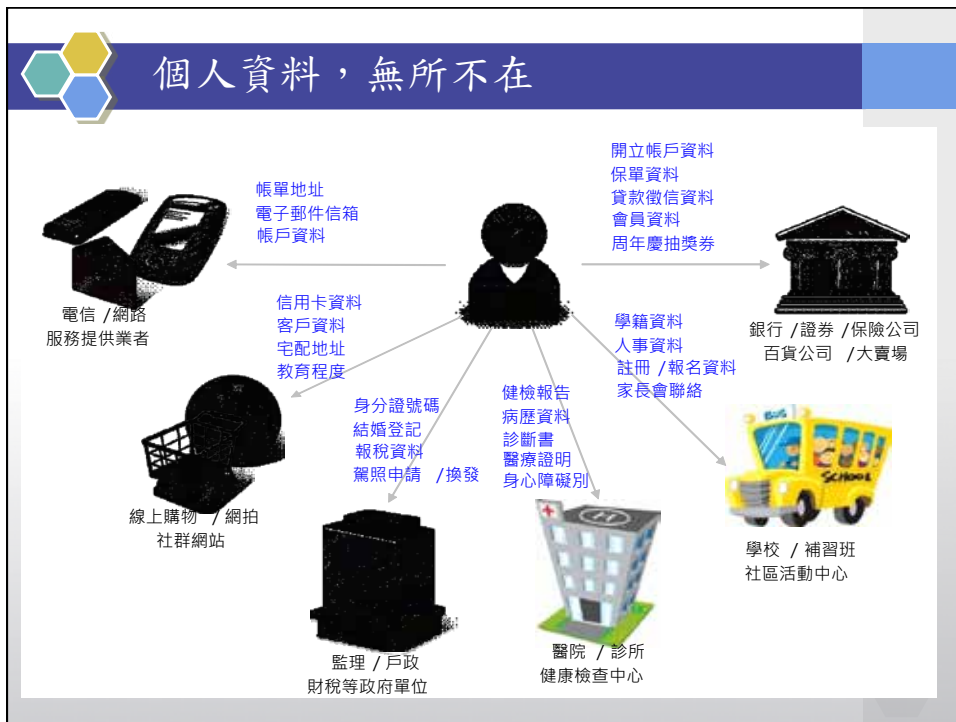 個人資料，無所不在
帳單地址
電子郵件信箱
帳戶資料
電信 /網路
服務提供業者
開立帳戶資料
保單資料
貸款徵信資料
會員資料
周年慶抽獎券
銀行 /證券 /保險公司
百貨公司 /大賣場
信用卡資料
客戶資料
宅配地址
教育程度
線上購物 / 網拍
社群網站
身分證號碼
結婚登記
報稅資料
駕照申請 /換發
監理 / 戶政
財稅等政府單位
健檢報告
病歷資料
診斷書
醫療證明
身心障礙別
H
醫院 / 診所
健康檢查中心
學籍資料
人事資料
註冊 /報名資料
家長會聯絡
BUS
SCHOOL
學校 / 補習班
社區活動中心